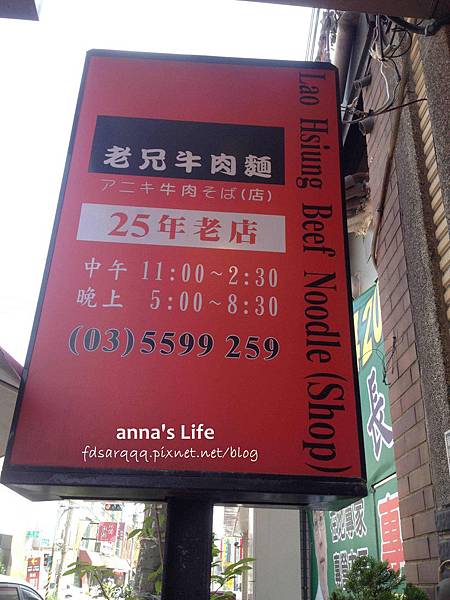 老兄牛肉麵
アニキ牛肉そば(店)
25年老店
中午 11:00~2:30
晚上 5:00~8:30
(03)5599 259
Lao Hsiung Beef Noodle (Shop)
anna's Life
fdsarqqq.pixnet.net/blog
長